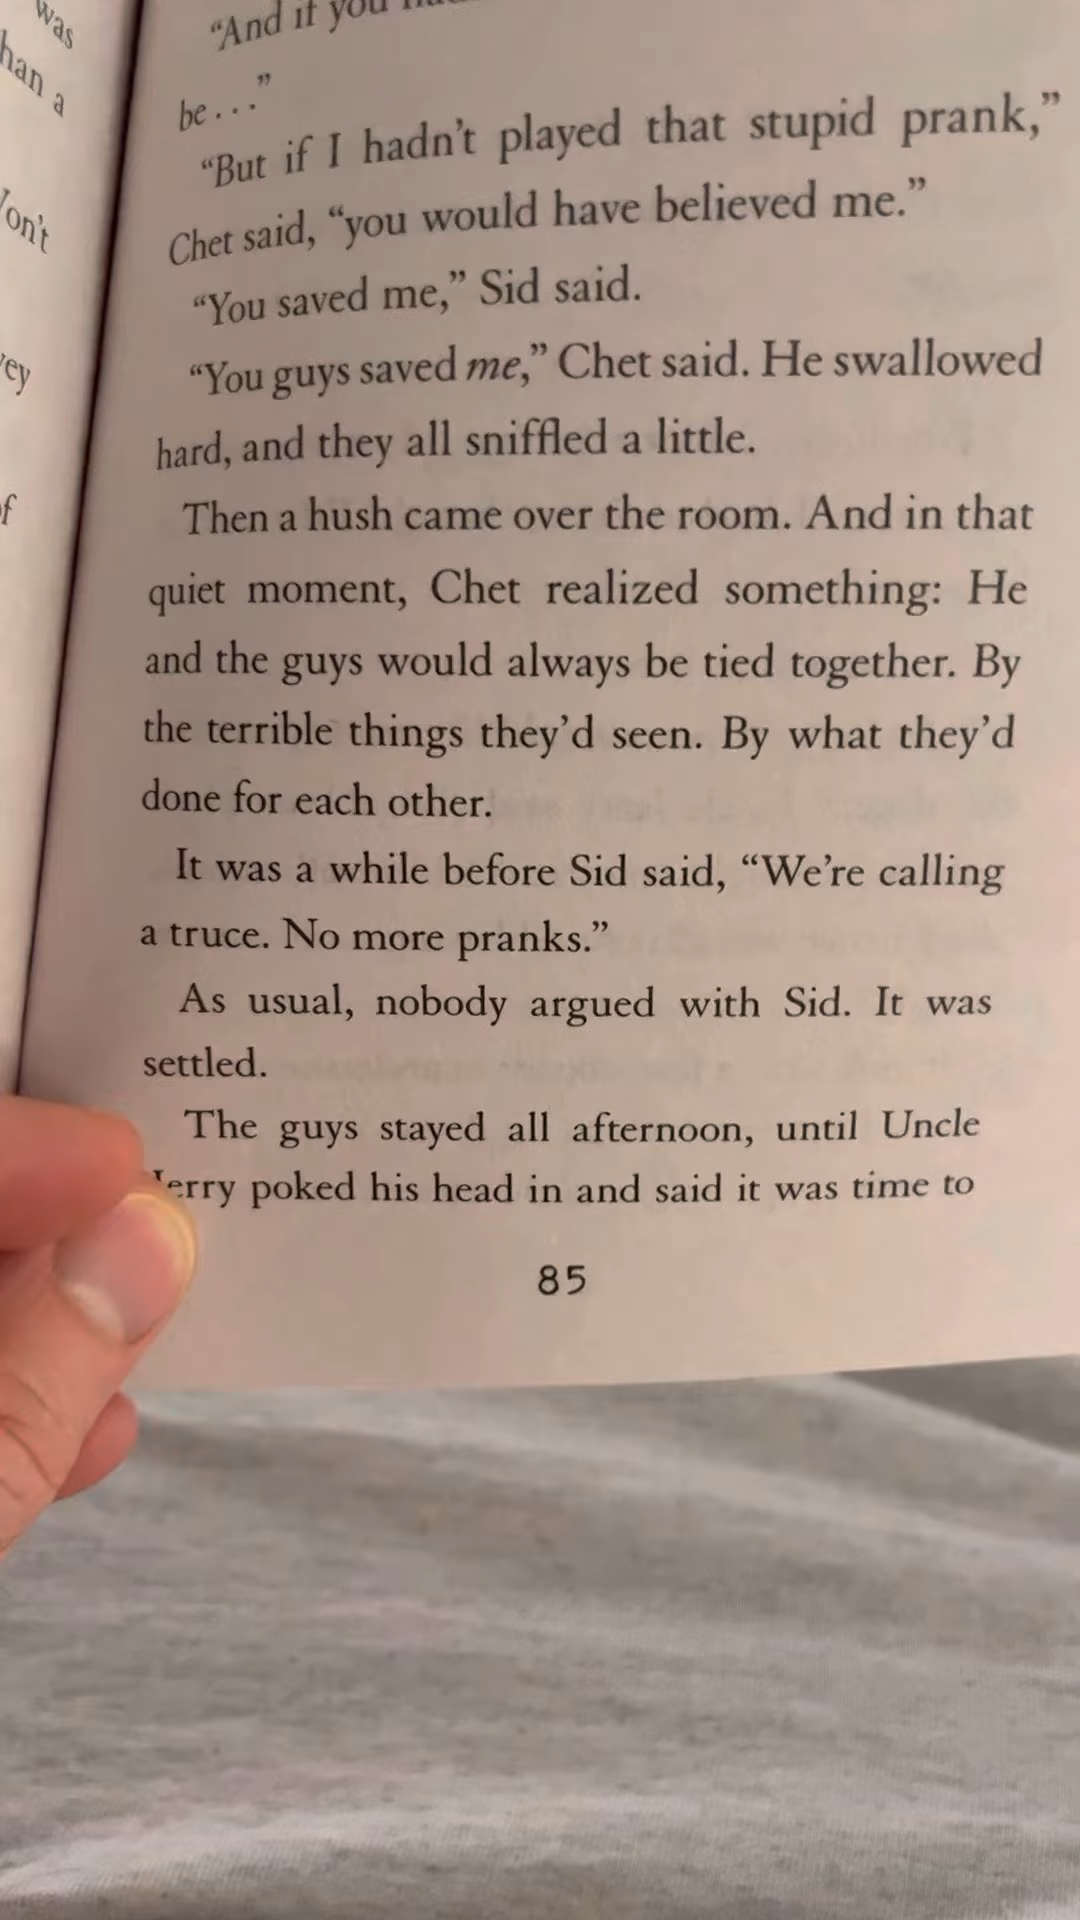 was
han a
on't
ey
of
“And if you
be . . .”
“But if I hadn’t played that stupid prank,”
Chet said, “you would have believed me.”
“You saved me,” Sid said.
“You guys saved me,” Chet said. He swallowed
hard, and they all sniffled a little.
Then a hush came over the room. And in that
quiet moment, Chet realized something: He
and the guys would always be tied together. By
the terrible things they’d seen. By what they’d
done for each other.
It was a while before Sid said, “We’re calling
a truce. No more pranks.”
As usual, nobody argued with Sid. It was
settled.
The guys stayed all afternoon, until Uncle
Jerry poked his head in and said it was time to
85